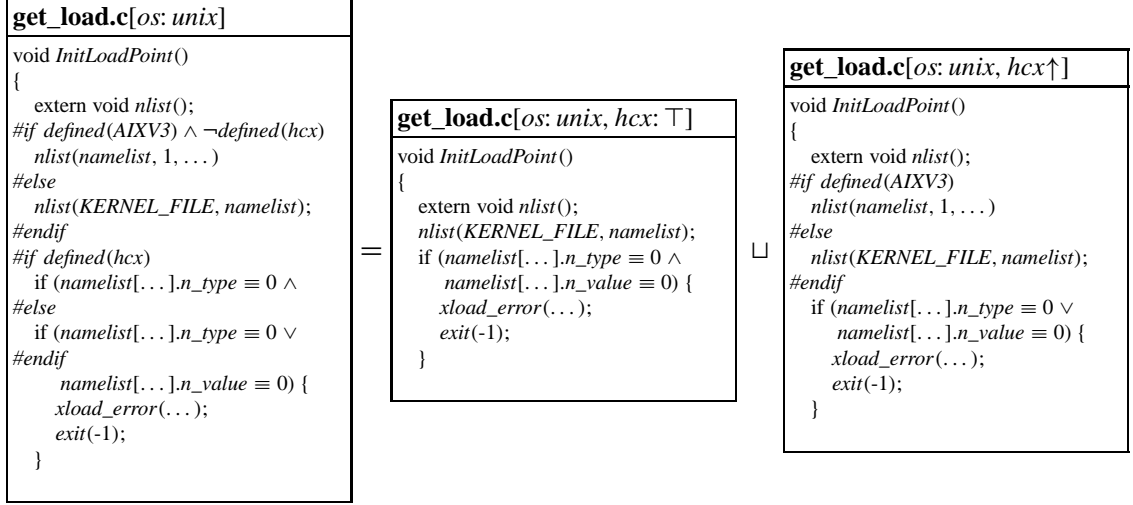 get_load.c[os: unix]
void InitLoadPoint()
{
extern void nlist();
#if defined(AIXV3) ∧ ¬defined(hcx)
nlist(namelist, 1, . . . )
#else
nlist(KERNEL_FILE, namelist);
#endif
#if defined(hcx)
if (namelist[. . . ].n_type ≡ 0 ∧
#else
if (namelist[. . . ].n_type ≡ 0 ∨
#endif
namelist[. . . ].n_value ≡ 0) {
xload_error(. . . );
exit(-1);
}
=
get_load.c[os: unix, hcx: ⊤]
void InitLoadPoint()
{
extern void nlist();
nlist(KERNEL_FILE, namelist);
if (namelist[. . . ].n_type ≡ 0 ∧
namelist[. . . ].n_value ≡ 0) {
xload_error(. . . );
exit(-1);
}
⊔
get_load.c[os: unix, hcx↑]
void InitLoadPoint()
{
extern void nlist();
#if defined(AIXV3)
nlist(namelist, 1, . . . )
#else
nlist(KERNEL_FILE, namelist);
#endif
if (namelist[. . . ].n_type ≡ 0 ∨
namelist[. . . ].n_value ≡ 0) {
xload_error(. . . );
exit(-1);
}